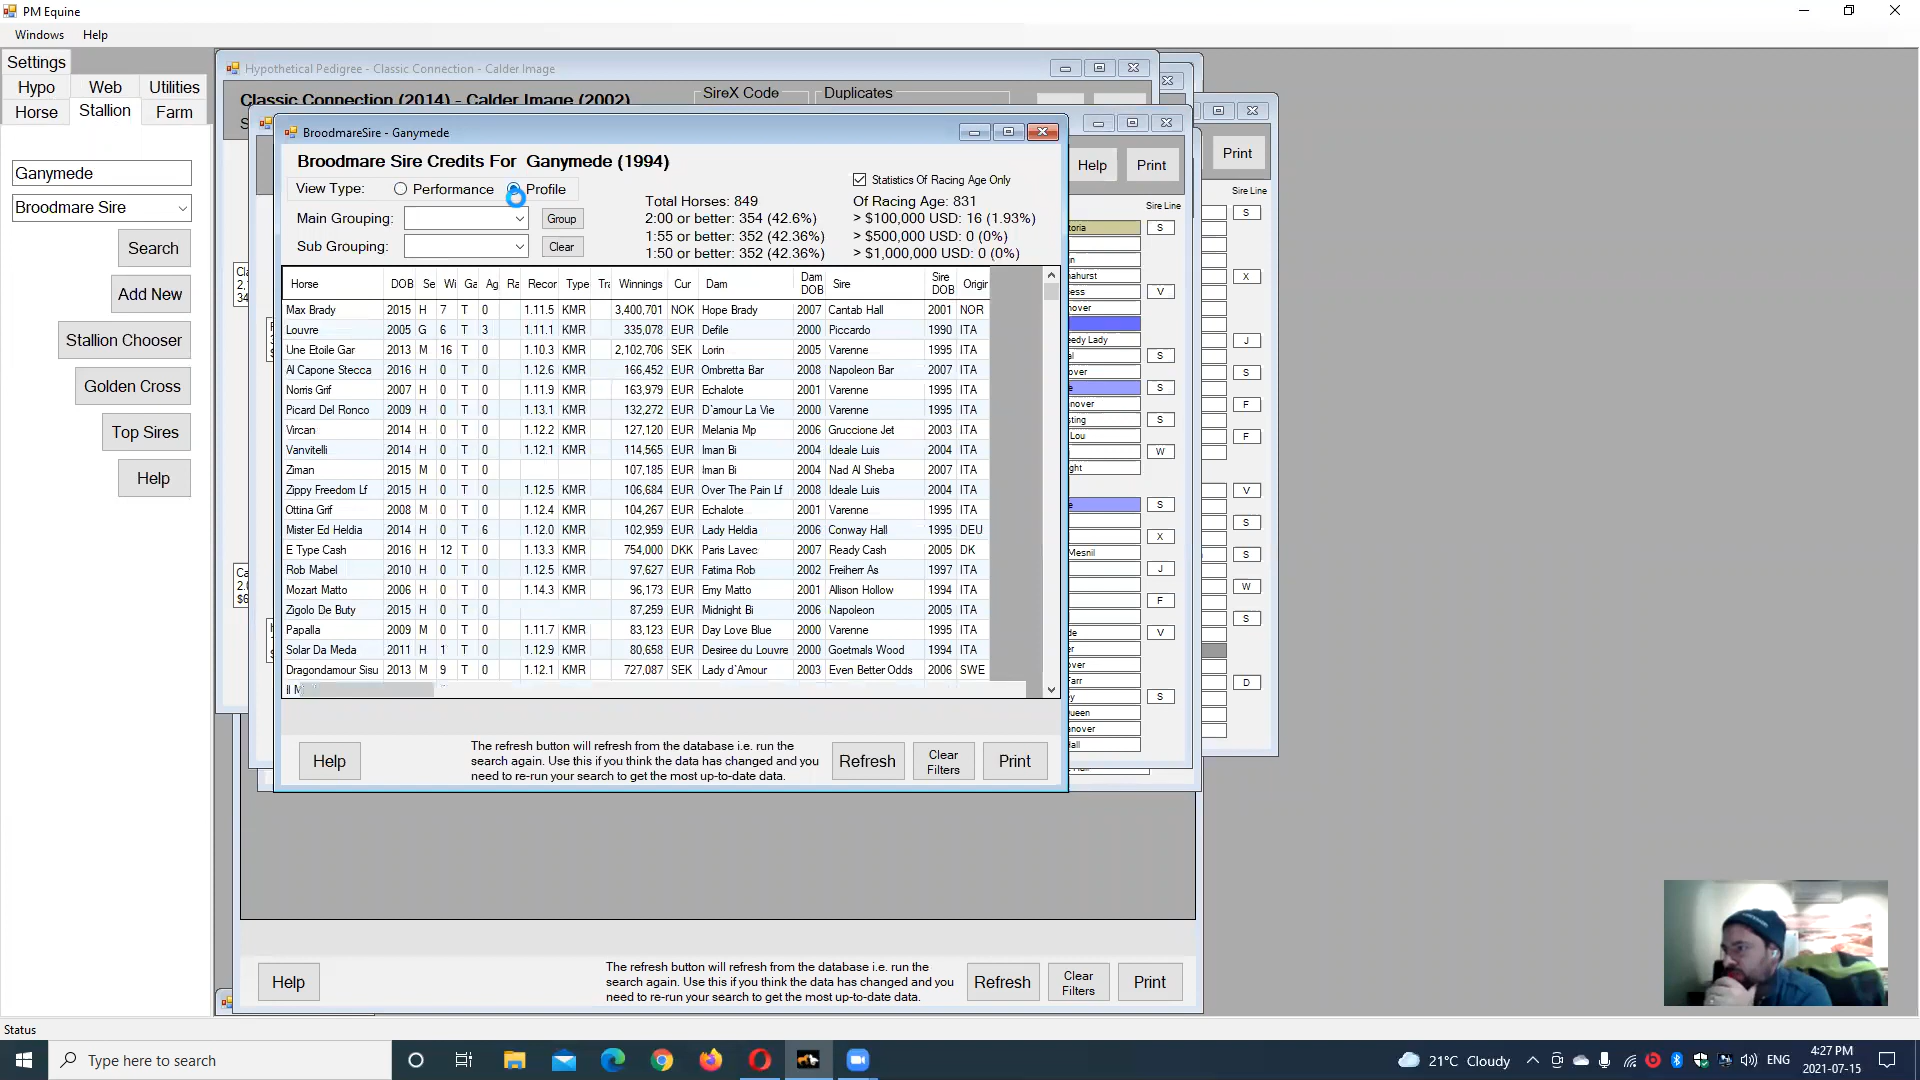 PM Equine
Windows Help
Settings
Hypo Web Utilities
Horse Stallion Farm
Ganymede
Broodmare Sire
Search
Add New
Stallion Chooser
Golden Cross
Top Sires
Help
Hypothetical Pedigree - Classic Connection - Calder Image
Classic Connection (2014) - Calder Image (2002)
SireX Code Duplicates
BroodmareSire - Ganymede
Broodmare Sire Credits For Ganymede (1994)
View Type: Performance Profile
Main Grouping: Group
Sub Grouping: Clear
Total Horses: 849
2:00 or better: 354 (42.6%)
1:55 or better: 352 (42.36%)
1:50 or better: 352 (42.36%)
Statistics Of Racing Age Only
Of Racing Age: 831
> $100,000 USD: 16 (1.93%)
> $500,000 USD: 0 (0%)
> $1,000,000 USD: 0 (0%)
Horse DOB Se Wi Ga Ag Ra Recor Type Tra Winnings Cur Dam Dam DOB Sire Sire DOB Origir
Max Brady 2015 H 7 T 0 1.11.5 KMR 3,400,701 NOK Hope Brady 2007 Cantab Hall 2001 NOR
Louvre 2005 G 6 T 3 1.11.1 KMR 335,078 EUR Defile 2000 Piccardo 1990 ITA
Une Etoile Gar 2013 M 16 T 0 1.10.3 KMR 2,102,706 SEK Lorin 2005 Varenne 1995 ITA
Al Capone Stecca 2016 H 0 T 0 1.12.6 KMR 166,452 EUR Ombretta Bar 2008 Napoleon Bar 2007 ITA
Norris Grif 2007 H 0 T 0 1.11.9 KMR 163,979 EUR Echalote 2001 Varenne 1995 ITA
Picard Del Ronco 2009 H 0 T 0 1.13.1 KMR 132,272 EUR D`amour La Vie 2000 Varenne 1995 ITA
Vircan 2014 H 0 T 0 1.12.2 KMR 127,120 EUR Melania Mp 2006 Gruccione Jet 2003 ITA
Vanvitelli 2014 H 0 T 0 1.12.1 KMR 114,565 EUR Iman Bi 2004 Ideale Luis 2004 ITA
Ziman 2015 M 0 T 0 107,185 EUR Iman Bi 2004 Nad Al Sheba 2007 ITA
Zippy Freedom Lf 2015 H 0 T 0 1.12.5 KMR 106,684 EUR Over The Pain Lf 2008 Ideale Luis 2004 ITA
Ottina Grif 2008 M 0 T 0 1.12.4 KMR 104,267 EUR Echalote 2001 Varenne 1995 ITA
Mister Ed Heldia 2014 H 0 T 6 1.12.0 KMR 102,959 EUR Lady Heldia 2006 Conway Hall 1995 DEU
E Type Cash 2016 H 12 T 0 1.13.3 KMR 754,000 DKK Paris Lavec 2007 Ready Cash 2005 DK
Rob Mabel 2010 H 0 T 0 1.12.5 KMR 97,627 EUR Fatima Rob 2002 Freiherr As 1997 ITA
Mozart Matto 2006 H 0 T 0 1.14.3 KMR 96,173 EUR Emy Matto 2001 Allison Hollow 1994 ITA
Zigolo De Buty 2015 H 0 T 0 87,259 EUR Midnight Bi 2006 Napoleon 2005 ITA
Papalla 2009 M 0 T 0 1.11.7 KMR 83,123 EUR Day Love Blue 2000 Varenne 1995 ITA
Solar Da Meda 2011 H 1 T 0 1.12.9 KMR 80,658 EUR Desiree du Louvre 2000 Goetmals Wood 1994 ITA
Dragondamour Sisu 2013 M 9 T 0 1.12.1 KMR 727,087 SEK Lady d`Amour 2003 Even Better Odds 2006 SWE
Help
The refresh button will refresh from the database i.e. run the
search again. Use this if you think the data has changed and you
need to re-run your search to get the most up-to-date data.
Refresh Clear Filters Print
Help Print
Sire Line
toria S
gn
nahurst
ess V
nover
eedy Lady
al S
over
e S
anover
sting S
Lou
W
ght
e S
X
Mesnil
J
F
de V
er
over
Farr
ey S
Queen
anover
Hall
Print
Sire Line
S
X
J
S
F
F
V
S
S
W
S
D
Help
The refresh button will refresh from the database i.e. run the
search again. Use this if you think the data has changed and you
need to re-run your search to get the most up-to-date data.
Refresh Clear Filters Print
Status
Type here to search
21°C Cloudy
ENG
4:27 PM
2021-07-15